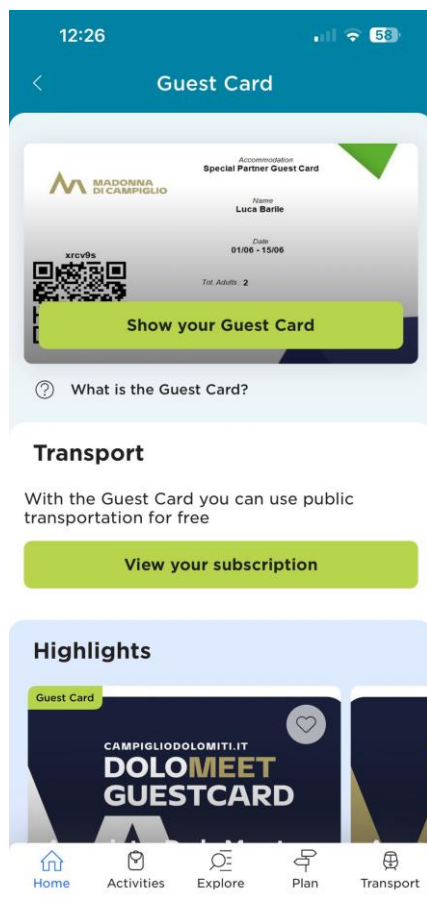 12:26
58
Guest Card
MADONNA
DI CAMPIGLIO
Accommodation
Special Partner Guest Card
Name
Luca Barile
Date
01/06 - 15/06
Tot. Adults 2
xrcv9s
Show your Guest Card
What is the Guest Card?
Transport
With the Guest Card you can use public
transportation for free
View your subscription
Highlights
Guest Card
CAMPIGLIODOLOMITI.IT
DOLOMEET
GUESTCARD
Home
Activities
Explore
Plan
Transport